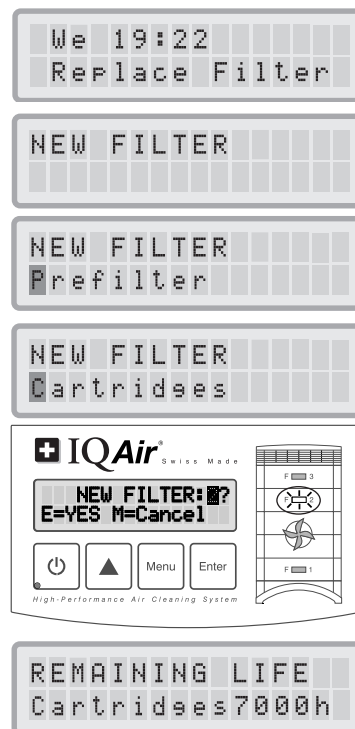 We 19:22
Replace Filter
NEW FILTER
NEW FILTER
Prefilter
NEW FILTER
Cartridges
IQAir® Swiss Made
NEW FILTER: ?
E=YES M=Cancel
Menu Enter
High-Performance Air Cleaning System
F 3
F 2
F 1
REMAINING LIFE
Cartridges7000h